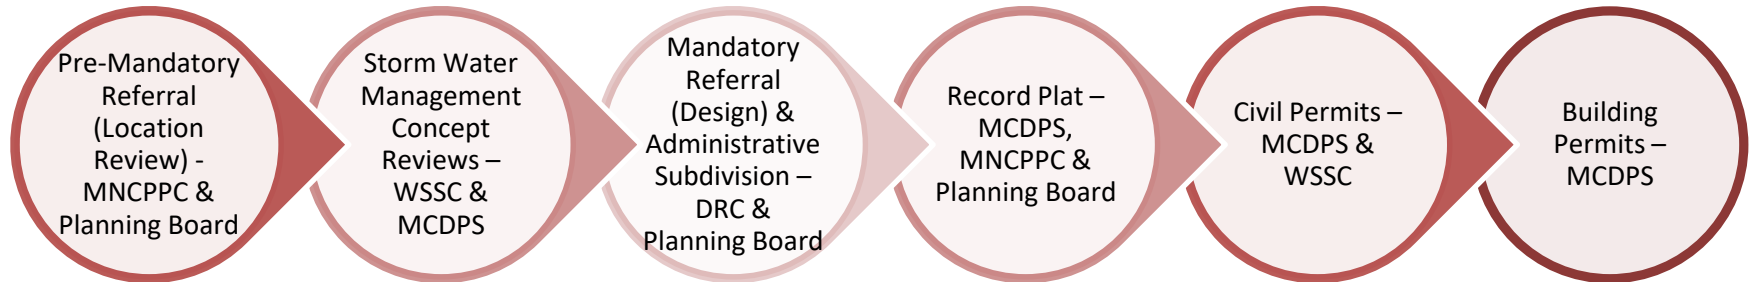 Pre-Mandatory
Referral
(Location
Review) -
MNCPPC &
Planning Board
Storm Water
Management
Concept
Reviews –
WSSC &
MCDPS
Mandatory
Referral
(Design) &
Administrative
Subdivision –
DRC &
Planning Board
Record Plat –
MCDPS,
MNCPPC &
Planning Board
Civil Permits –
MCDPS &
WSSC
Building
Permits –
MCDPS